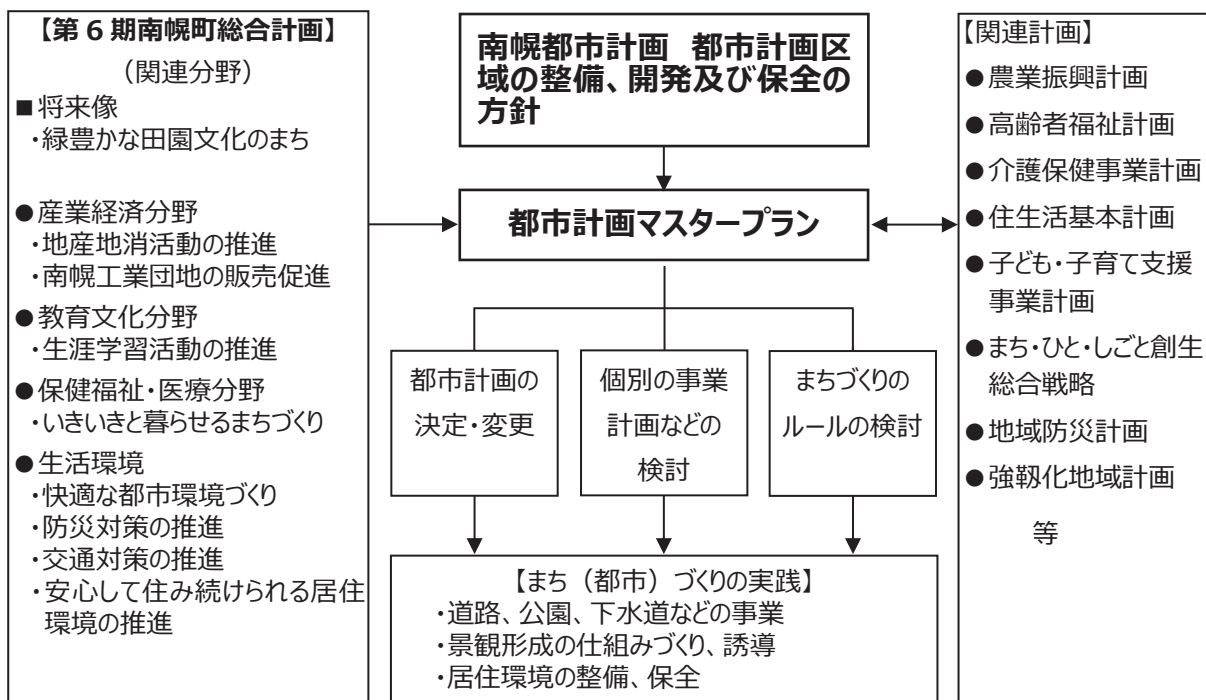 【第6期南幌町総合計画】
（関連分野）
■将来像
・緑豊かな田園文化のまち
●産業経済分野
・地産地消活動の推進
・南幌工業団地の販売促進
●教育文化分野
・生涯学習活動の推進
●保健福祉・医療分野
・いきいきと暮らせるまちづくり
●生活環境
・快適な都市環境づくり
・防災対策の推進
・交通対策の推進
・安心して住み続けられる居住
環境の推進
南幌都市計画　都市計画区
域の整備、開発及び保全の
方針
都市計画マスタープラン
都市計画の
決定・変更
個別の事業
計画などの
検討
まちづくりの
ルールの検討
【まち（都市）づくりの実践】
・道路、公園、下水道などの事業
・景観形成の仕組みづくり、誘導
・居住環境の整備、保全
【関連計画】
●農業振興計画
●高齢者福祉計画
●介護保健事業計画
●住生活基本計画
●子ども・子育て支援
事業計画
●まち・ひと・しごと創生
総合戦略
●地域防災計画
●強靱化地域計画
等